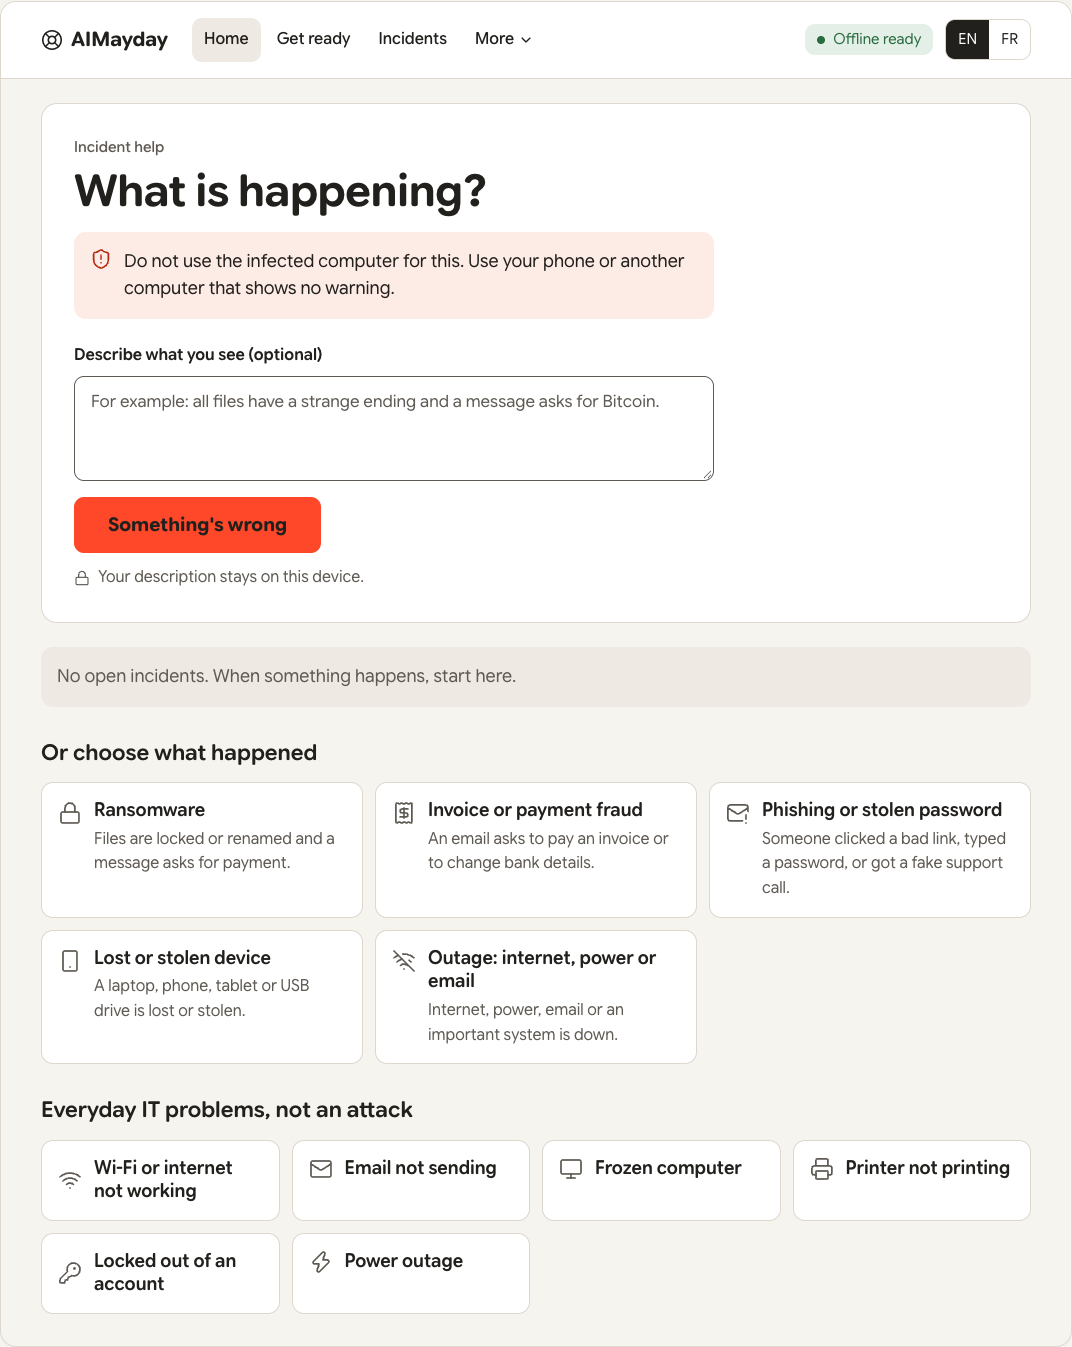 AIMayday
Home
Get ready
Incidents
More
Offline ready
EN
FR
Incident help
What is happening?
Do not use the infected computer for this. Use your phone or another
computer that shows no warning.
Describe what you see (optional)
For example: all files have a strange ending and a message asks for Bitcoin.
Something's wrong
Your description stays on this device.
No open incidents. When something happens, start here.
Or choose what happened
Ransomware
Files are locked or renamed and a
message asks for payment.
Invoice or payment fraud
An email asks to pay an invoice or
to change bank details.
Phishing or stolen password
Someone clicked a bad link, typed
a password, or got a fake support
call.
Lost or stolen device
A laptop, phone, tablet or USB
drive is lost or stolen.
Outage: internet, power or
email
Internet, power, email or an
important system is down.
Everyday IT problems, not an attack
Wi-Fi or internet
not working
Email not sending
Frozen computer
Printer not printing
Locked out of an
account
Power outage